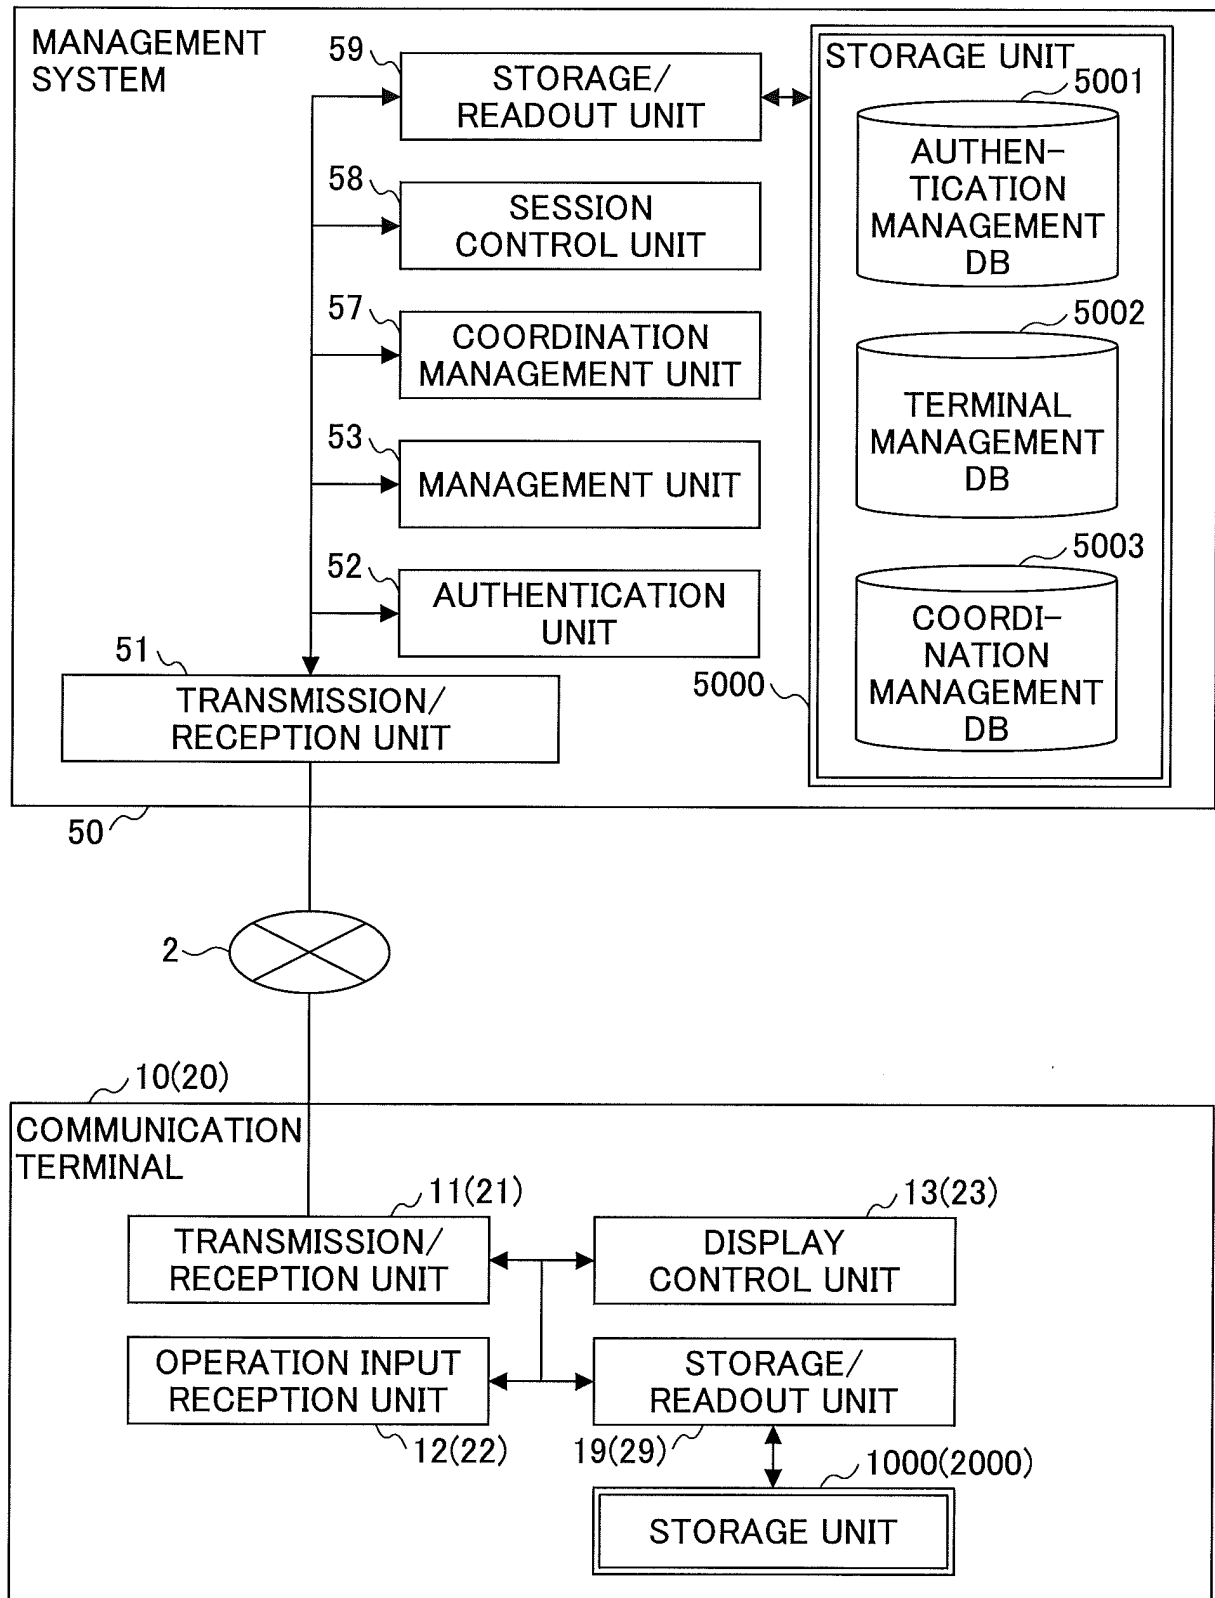 MANAGEMENT
SYSTEM
59
STORAGE/
READOUT UNIT
STORAGE UNIT
5001
AUTHEN-
TICATION
MANAGEMENT
DB
58
SESSION
CONTROL UNIT
57
COORDINATION
MANAGEMENT UNIT
5002
TERMINAL
MANAGEMENT
DB
53
MANAGEMENT UNIT
52
AUTHENTICATION
UNIT
5003
COORDI-
NATION
MANAGEMENT
DB
5000
51
TRANSMISSION/
RECEPTION UNIT
50
2
10(20)
COMMUNICATION
TERMINAL
11(21)
TRANSMISSION/
RECEPTION UNIT
13(23)
DISPLAY
CONTROL UNIT
OPERATION INPUT
RECEPTION UNIT
12(22)
STORAGE/
READOUT UNIT
19(29)
1000(2000)
STORAGE UNIT